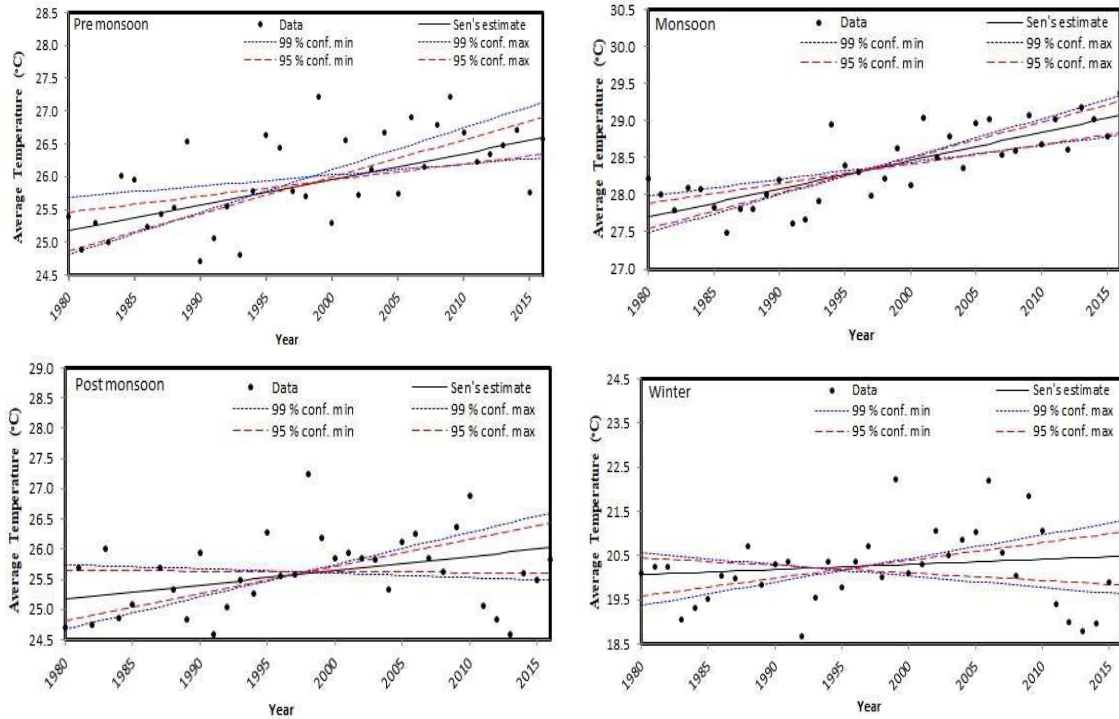 Pre monsoon
Data
Sen's estimate
99 % conf. min
99 % conf. max
95 % conf. min
95 % conf. max
28.5
28.0
27.5
27.0
26.5
26.0
25.5
25.0
24.5
Average Temperature (°C)
1980
1985
1990
1995
2000
2005
2010
2015
Year
Monsoon
Data
Sen's estimate
99 % conf. min
99 % conf. max
95 % conf. min
95 % conf. max
30.5
30.0
29.5
29.0
28.5
28.0
27.5
27.0
Average Temperature (°C)
1980
1985
1990
1995
2000
2005
2010
2015
Year
Post monsoon
Data
Sen's estimate
99 % conf. min
99 % conf. max
95 % conf. min
95 % conf. max
29.0
28.5
28.0
27.5
27.0
26.5
26.0
25.5
25.0
24.5
Average Temperature (°C)
1980
1985
1990
1995
2000
2005
2010
2015
Year
Winter
Data
Sen's estimate
99 % conf. min
99 % conf. max
95 % conf. min
95 % conf. max
24.5
23.5
22.5
21.5
20.5
19.5
18.5
Average Temperature (°C)
1980
1985
1990
1995
2000
2005
2010
2015
Year